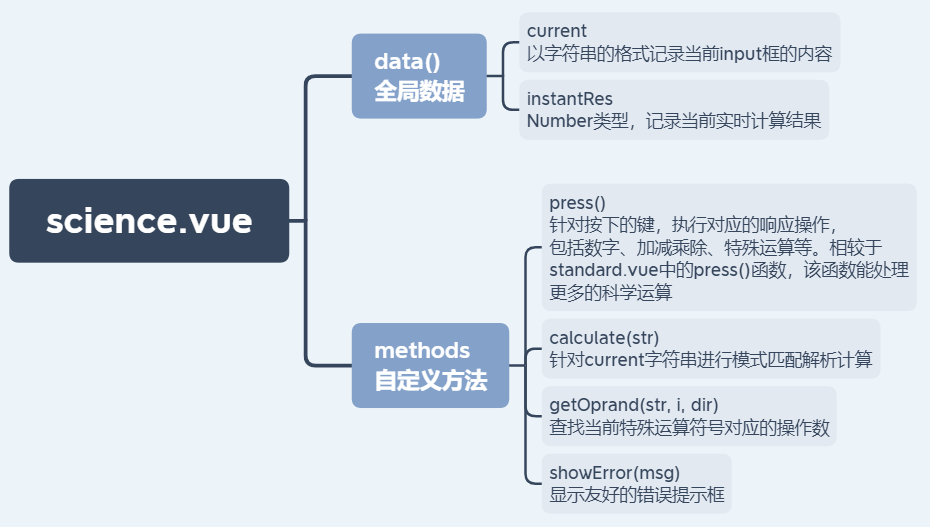 science.vue
data()
全局数据
current
以字符串的格式记录当前input框的内容
instantRes
Number类型，记录当前实时计算结果
methods
自定义方法
press()
针对按下的键，执行对应的响应操作，
包括数字、加减乘除、特殊运算等。相较于
standard.vue中的press()函数，该函数能处理
更多的科学运算
calculate(str)
针对current字符串进行模式匹配解析计算
getOprand(str, i, dir)
查找当前特殊运算符号对应的操作数
showError(msg)
显示友好的错误提示框